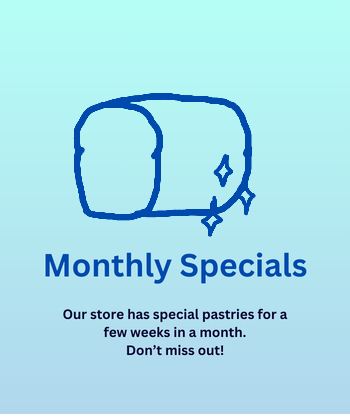 Monthly Specials
Our store has special pastries for a
few weeks in a month.
Don't miss out!